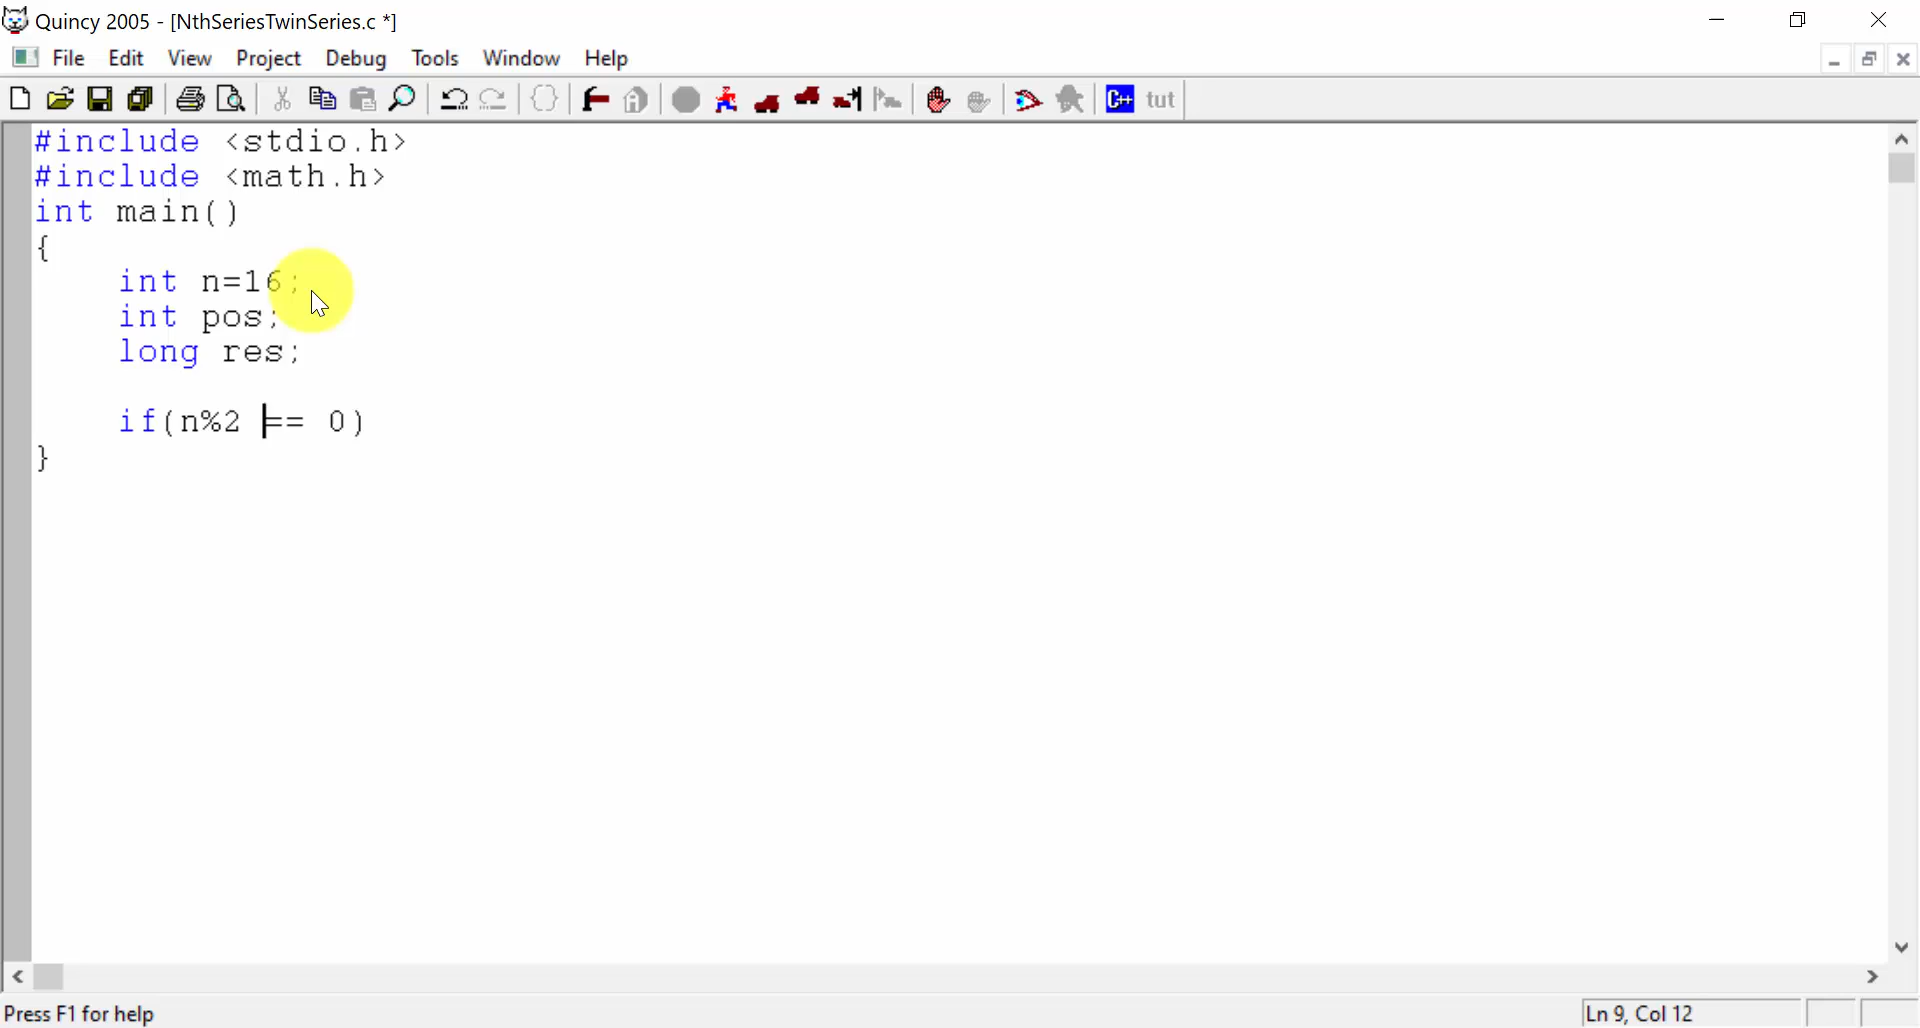 Quincy 2005 - [NthSeriesTwinSeries.c *]
File Edit View Project Debug Tools Window Help
C++ tut
#include <stdio.h>
#include <math.h>
int main()
{
int n=16;
int pos;
long res;
if(n%2 == 0)
}
Press F1 for help
Ln 9, Col 12